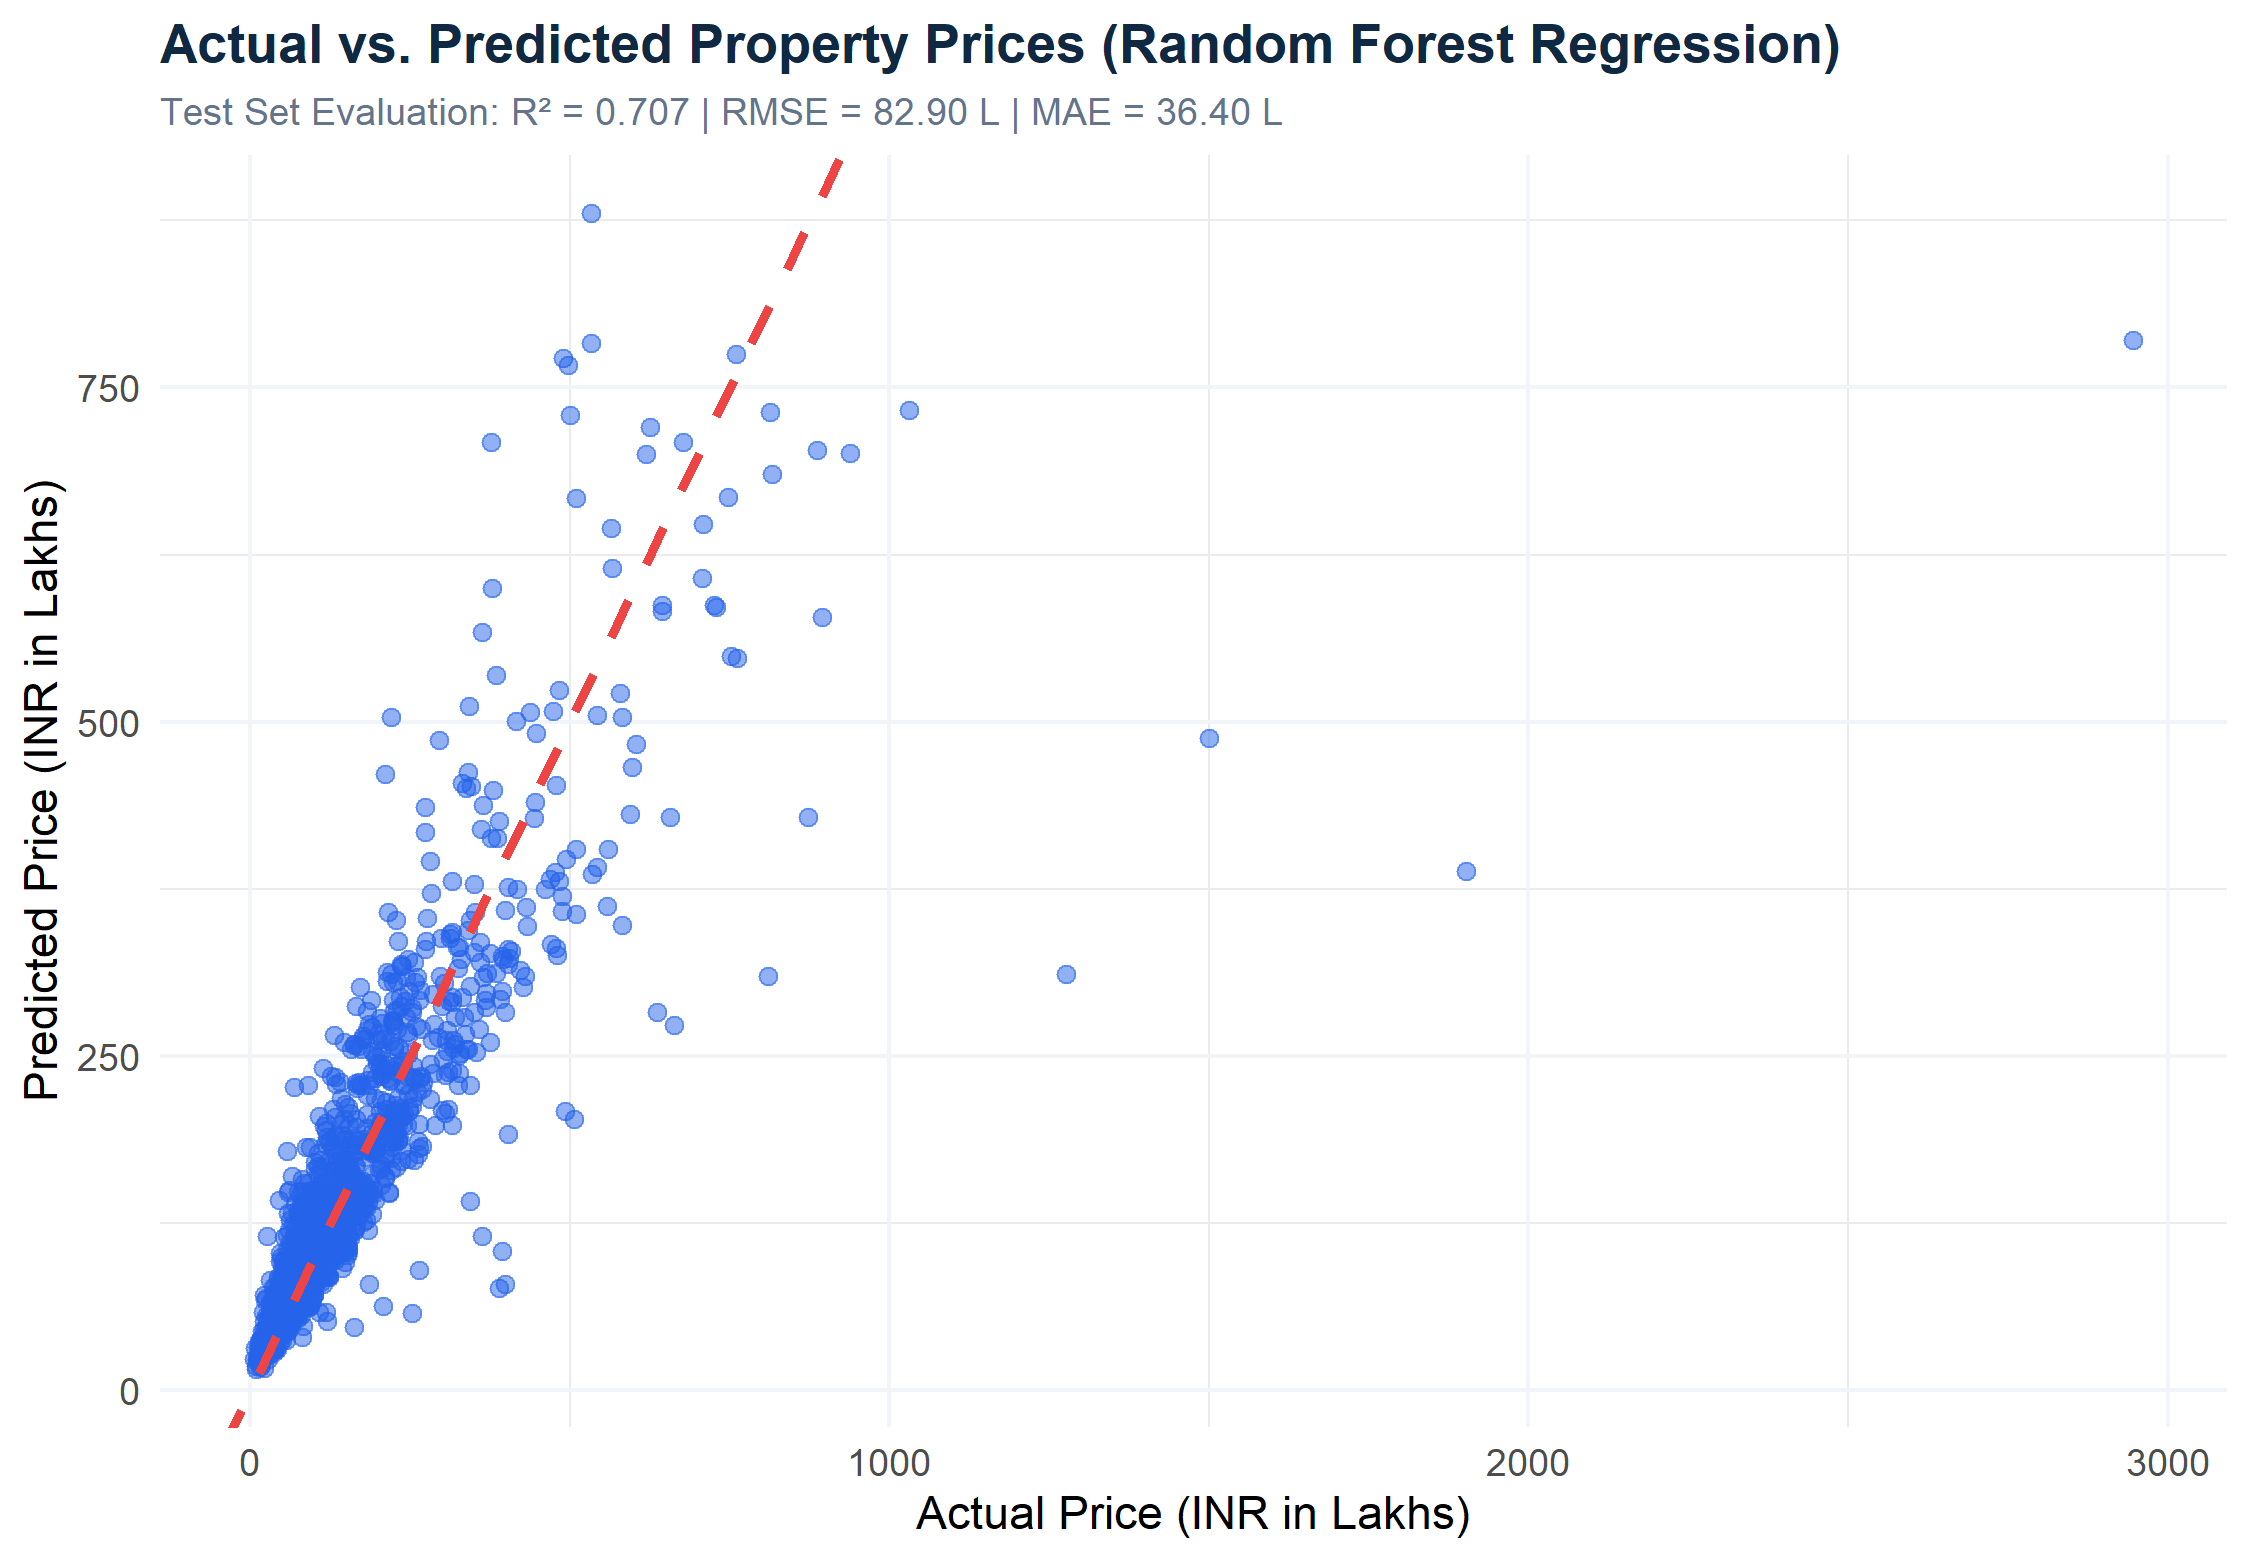 Actual vs. Predicted Property Prices (Random Forest Regression)
Test Set Evaluation: R² = 0.707 | RMSE = 82.90 L | MAE = 36.40 L
Predicted Price (INR in Lakhs)
750
500
250
0
0 1000 2000 3000
Actual Price (INR in Lakhs)